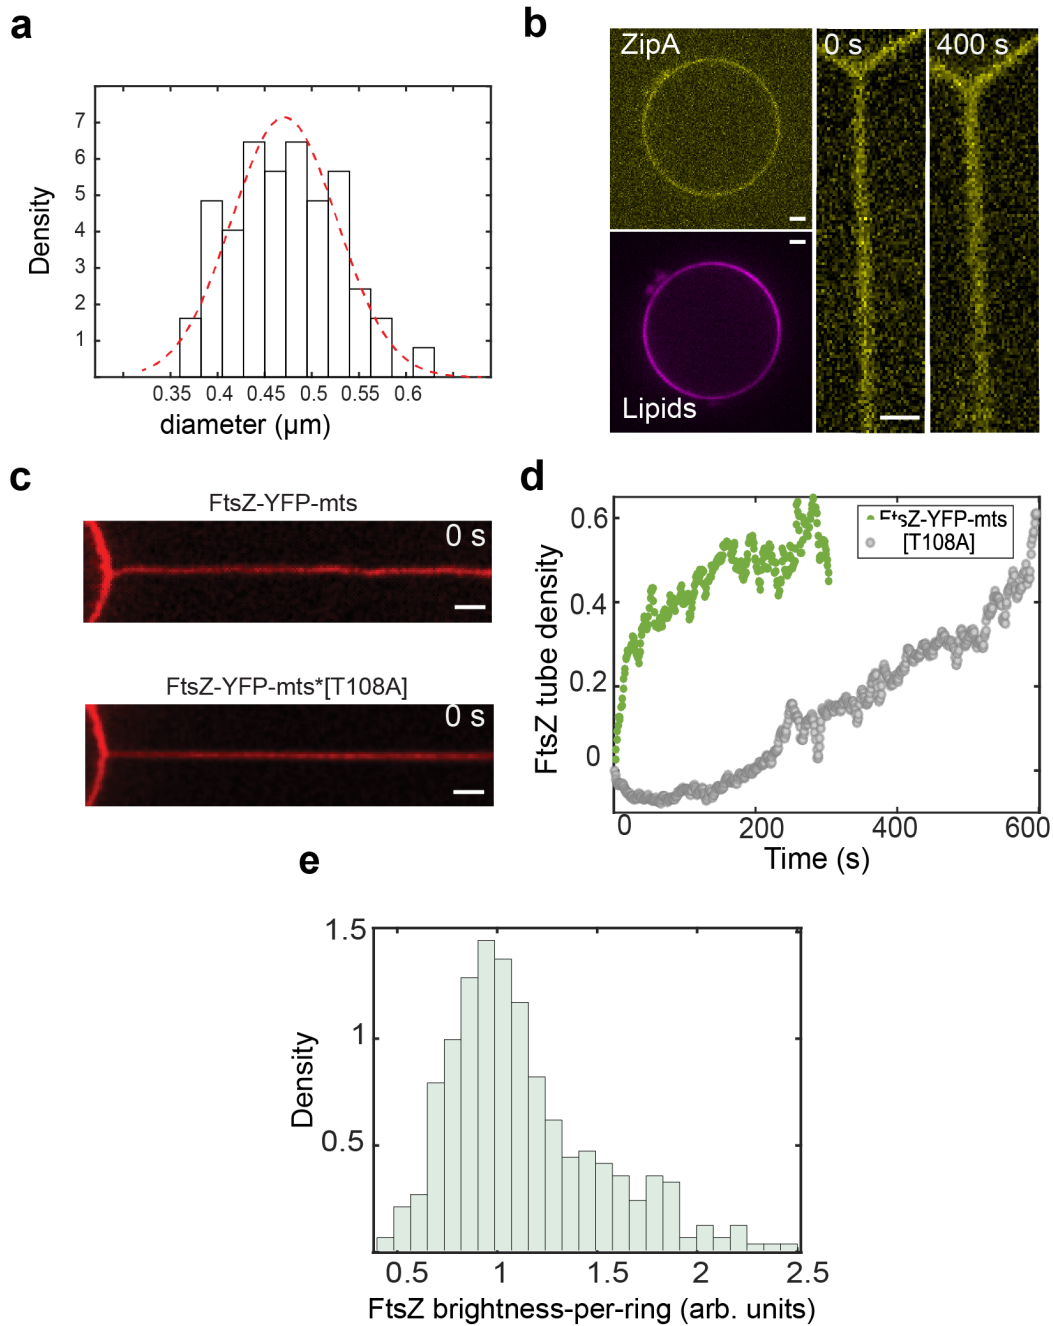 a
7
6
5
4
3
2
1
Density
0.35 0.4 0.45 0.5 0.55 0.6
diameter (µm)
b
ZipA
0 s
400 s
Lipids
c
FtsZ-YFP-mts
0 s
FtsZ-YFP-mts*[T108A]
0 s
d
0.6
0.4
0.2
0
FtsZ tube density
FtsZ-YFP-mts
[T108A]
0 200 400 600
Time (s)
e
1.5
1
0.5
Density
0.5 1 1.5 2 2.5
FtsZ brightness-per-ring (arb. units)